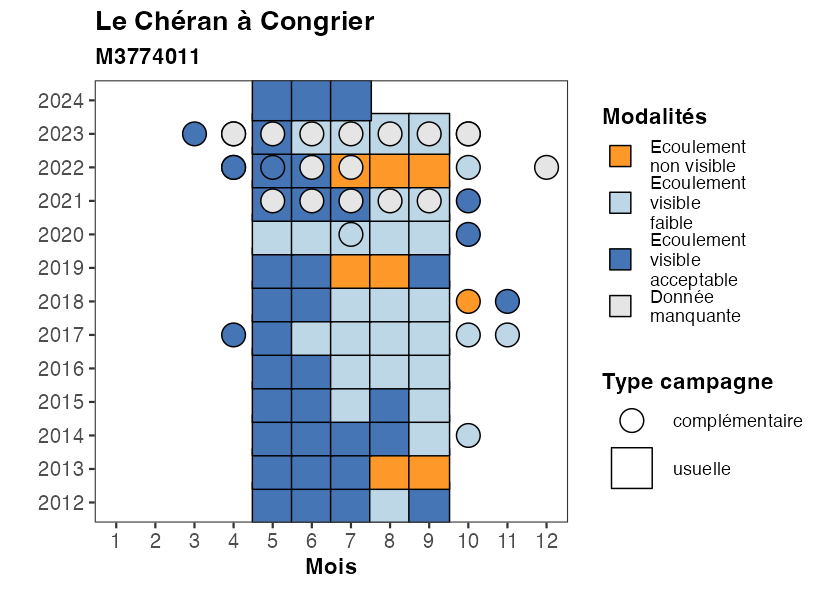 Le Chéran à Congrier
M3774011
2024
2023
2022
2021
2020
2019
2018
2017
2016
2015
2014
2013
2012
1 2 3 4 5 6 7 8 9 10 11 12
Mois
Modalités
Ecoulement
non visible
Ecoulement
visible
faible
Ecoulement
visible
acceptable
Donnée
manquante
Type campagne
complémentaire
usuelle